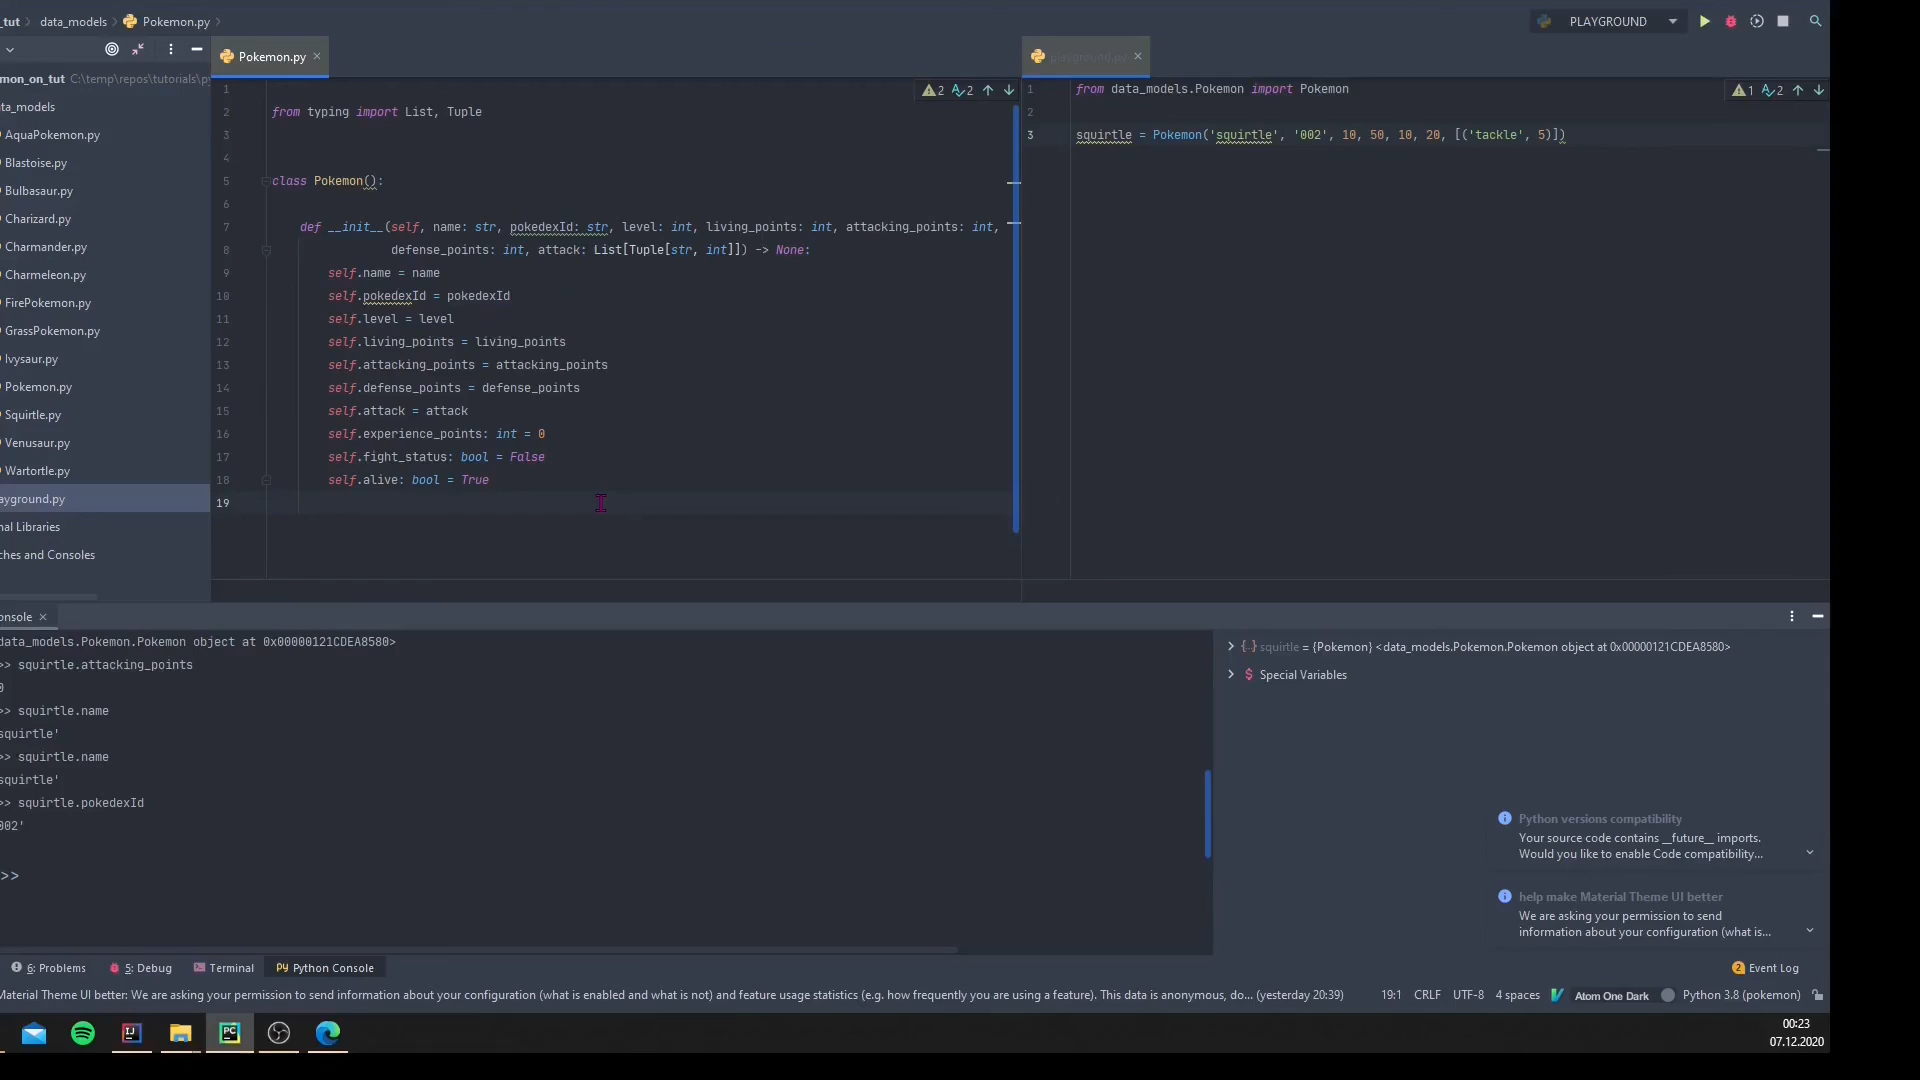 _tut > data_models > Pokemon.py >
PLAYGROUND
Pokemon.py
mon_on_tut C:\temp\repos\tutorials\py
ta_models
AquaPokemon.py
Blastoise.py
Bulbasaur.py
Charizard.py
Charmander.py
Charmeleon.py
FirePokemon.py
GrassPokemon.py
Ivysaur.py
Pokemon.py
Squirtle.py
Venusaur.py
Wartortle.py
ayground.py
nal Libraries
ches and Consoles
2 2
1
2 from typing import List, Tuple
3
4
5 class Pokemon():
6
7 def __init__(self, name: str, pokedexId: str, level: int, living_points: int, attacking_points: int,
8 defense_points: int, attack: List[Tuple[str, int]]) -> None:
9 self.name = name
10 self.pokedexId = pokedexId
11 self.level = level
12 self.living_points = living_points
13 self.attacking_points = attacking_points
14 self.defense_points = defense_points
15 self.attack = attack
16 self.experience_points: int = 0
17 self.fight_status: bool = False
18 self.alive: bool = True
19
playground.py
1 2
1 from data_models.Pokemon import Pokemon
2
3 squirtle = Pokemon('squirtle', '002', 10, 50, 10, 20, [('tackle', 5)])
onsole
data_models.Pokemon.Pokemon object at 0x00000121CDEA8580>
>> squirtle.attacking_points
0
>> squirtle.name
squirtle'
>> squirtle.name
squirtle'
>> squirtle.pokedexId
002'
>>
squirtle = {Pokemon} <data_models.Pokemon.Pokemon object at 0x00000121CDEA8580>
Special Variables
Python versions compatibility
Your source code contains __future__ imports.
Would you like to enable Code compatibility...
help make Material Theme UI better
We are asking your permission to send
information about your configuration (what is...
6: Problems 5: Debug Terminal Python Console 2 Event Log
Material Theme UI better: We are asking your permission to send information about your configuration (what is enabled and what is not) and feature usage statistics (e.g. how frequently you are using a feature). This data is anonymous, do... (yesterday 20:39) 19:1 CRLF UTF-8 4 spaces Atom One Dark Python 3.8 (pokemon)
00:23
07.12.2020